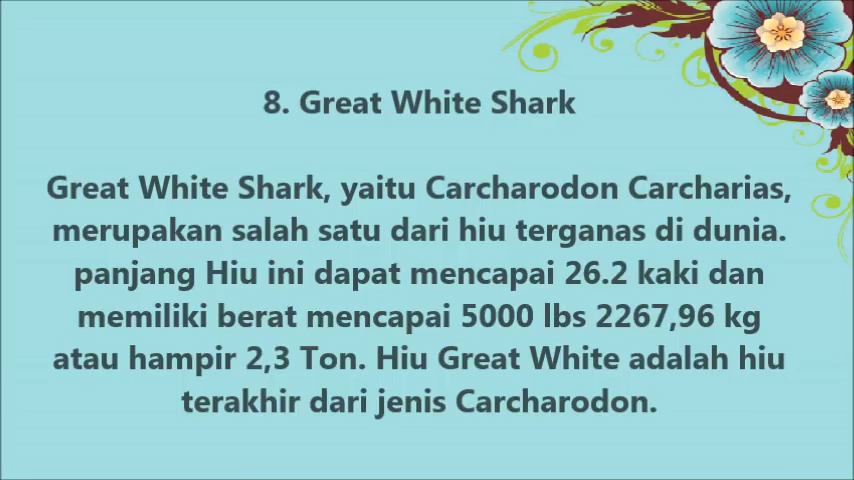 8. Great White Shark
Great White Shark, yaitu Carcharodon Carcharias,
merupakan salah satu dari hiu terganas di dunia.
panjang Hiu ini dapat mencapai 26.2 kaki dan
memiliki berat mencapai 5000 lbs 2267,96 kg
atau hampir 2,3 Ton. Hiu Great White adalah hiu
terakhir dari jenis Carcharodon.